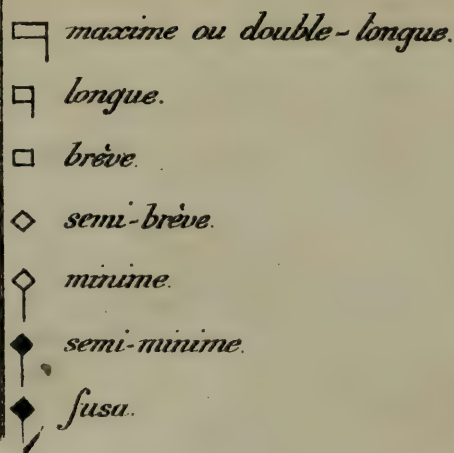 maxime ou double-longue.
longue.
brève.
semi-brève.
minime.
semi-minime.
fusa.